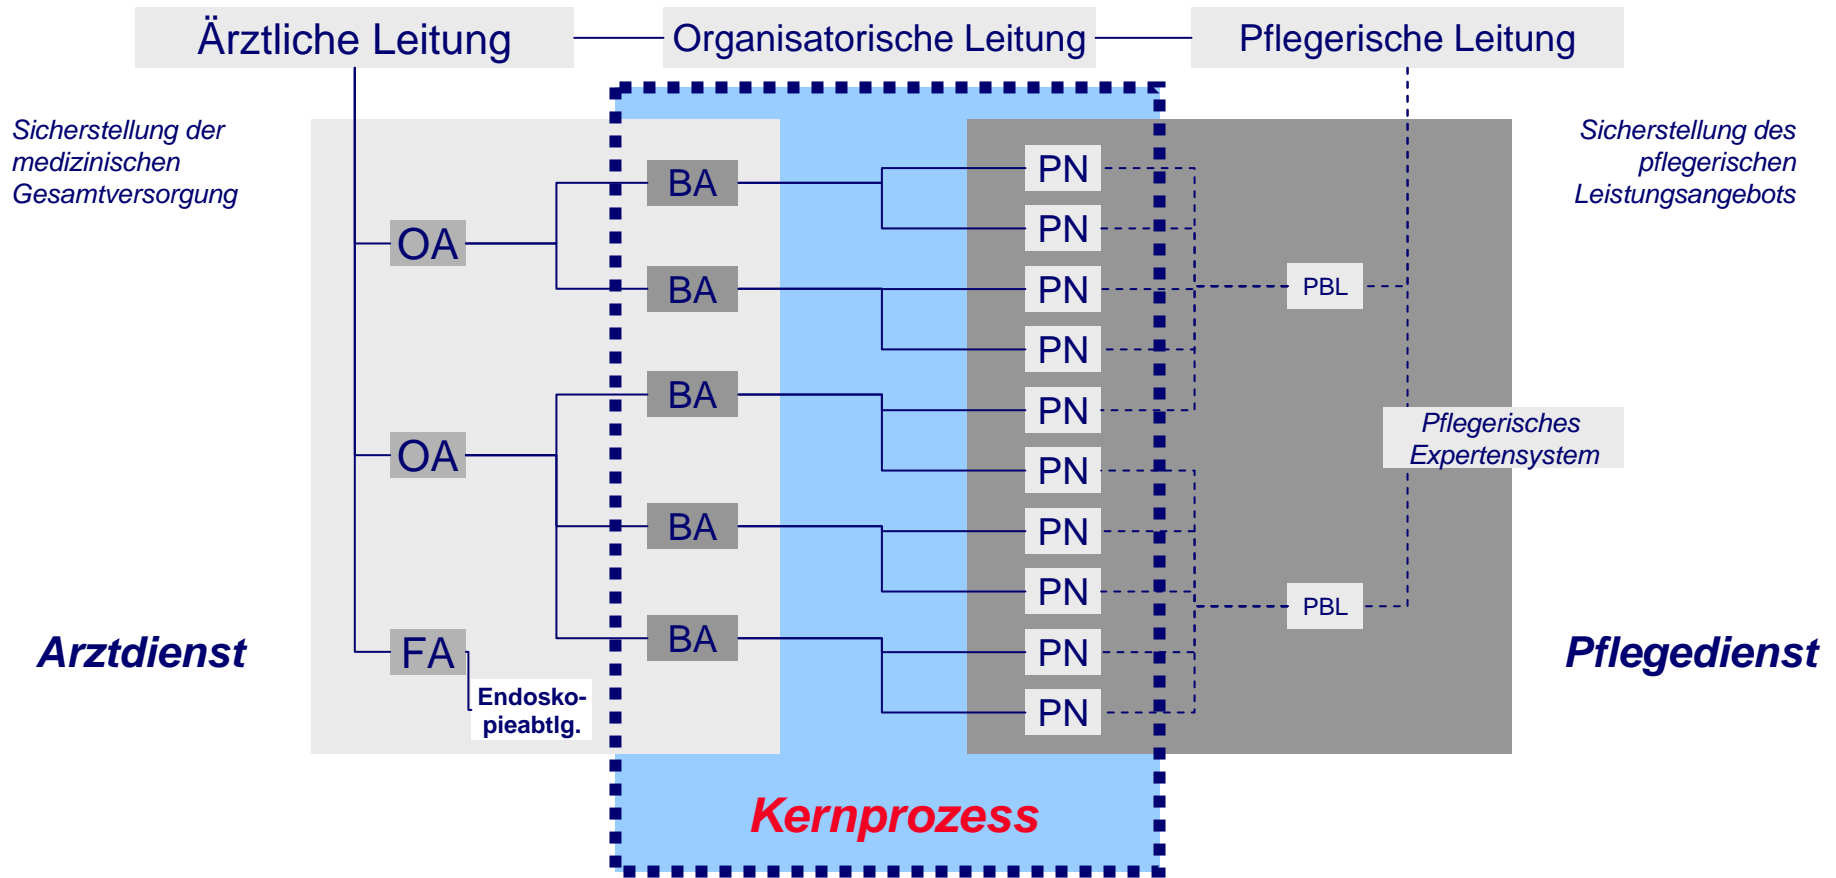 Ärztliche Leitung
Organisatorische Leitung
Pflegerische Leitung
Sicherstellung der
medizinischen
Gesamtversorgung
Sicherstellung des
pflegerischen
Leistungsangebots
OA
OA
FA
Endosko-
pieabtlg.
BA
BA
BA
BA
BA
PN
PN
PN
PN
PN
PN
PN
PN
PN
PN
PBL
PBL
Pflegerisches
Expertensystem
Arztdienst
Pflegedienst
Kernprozess